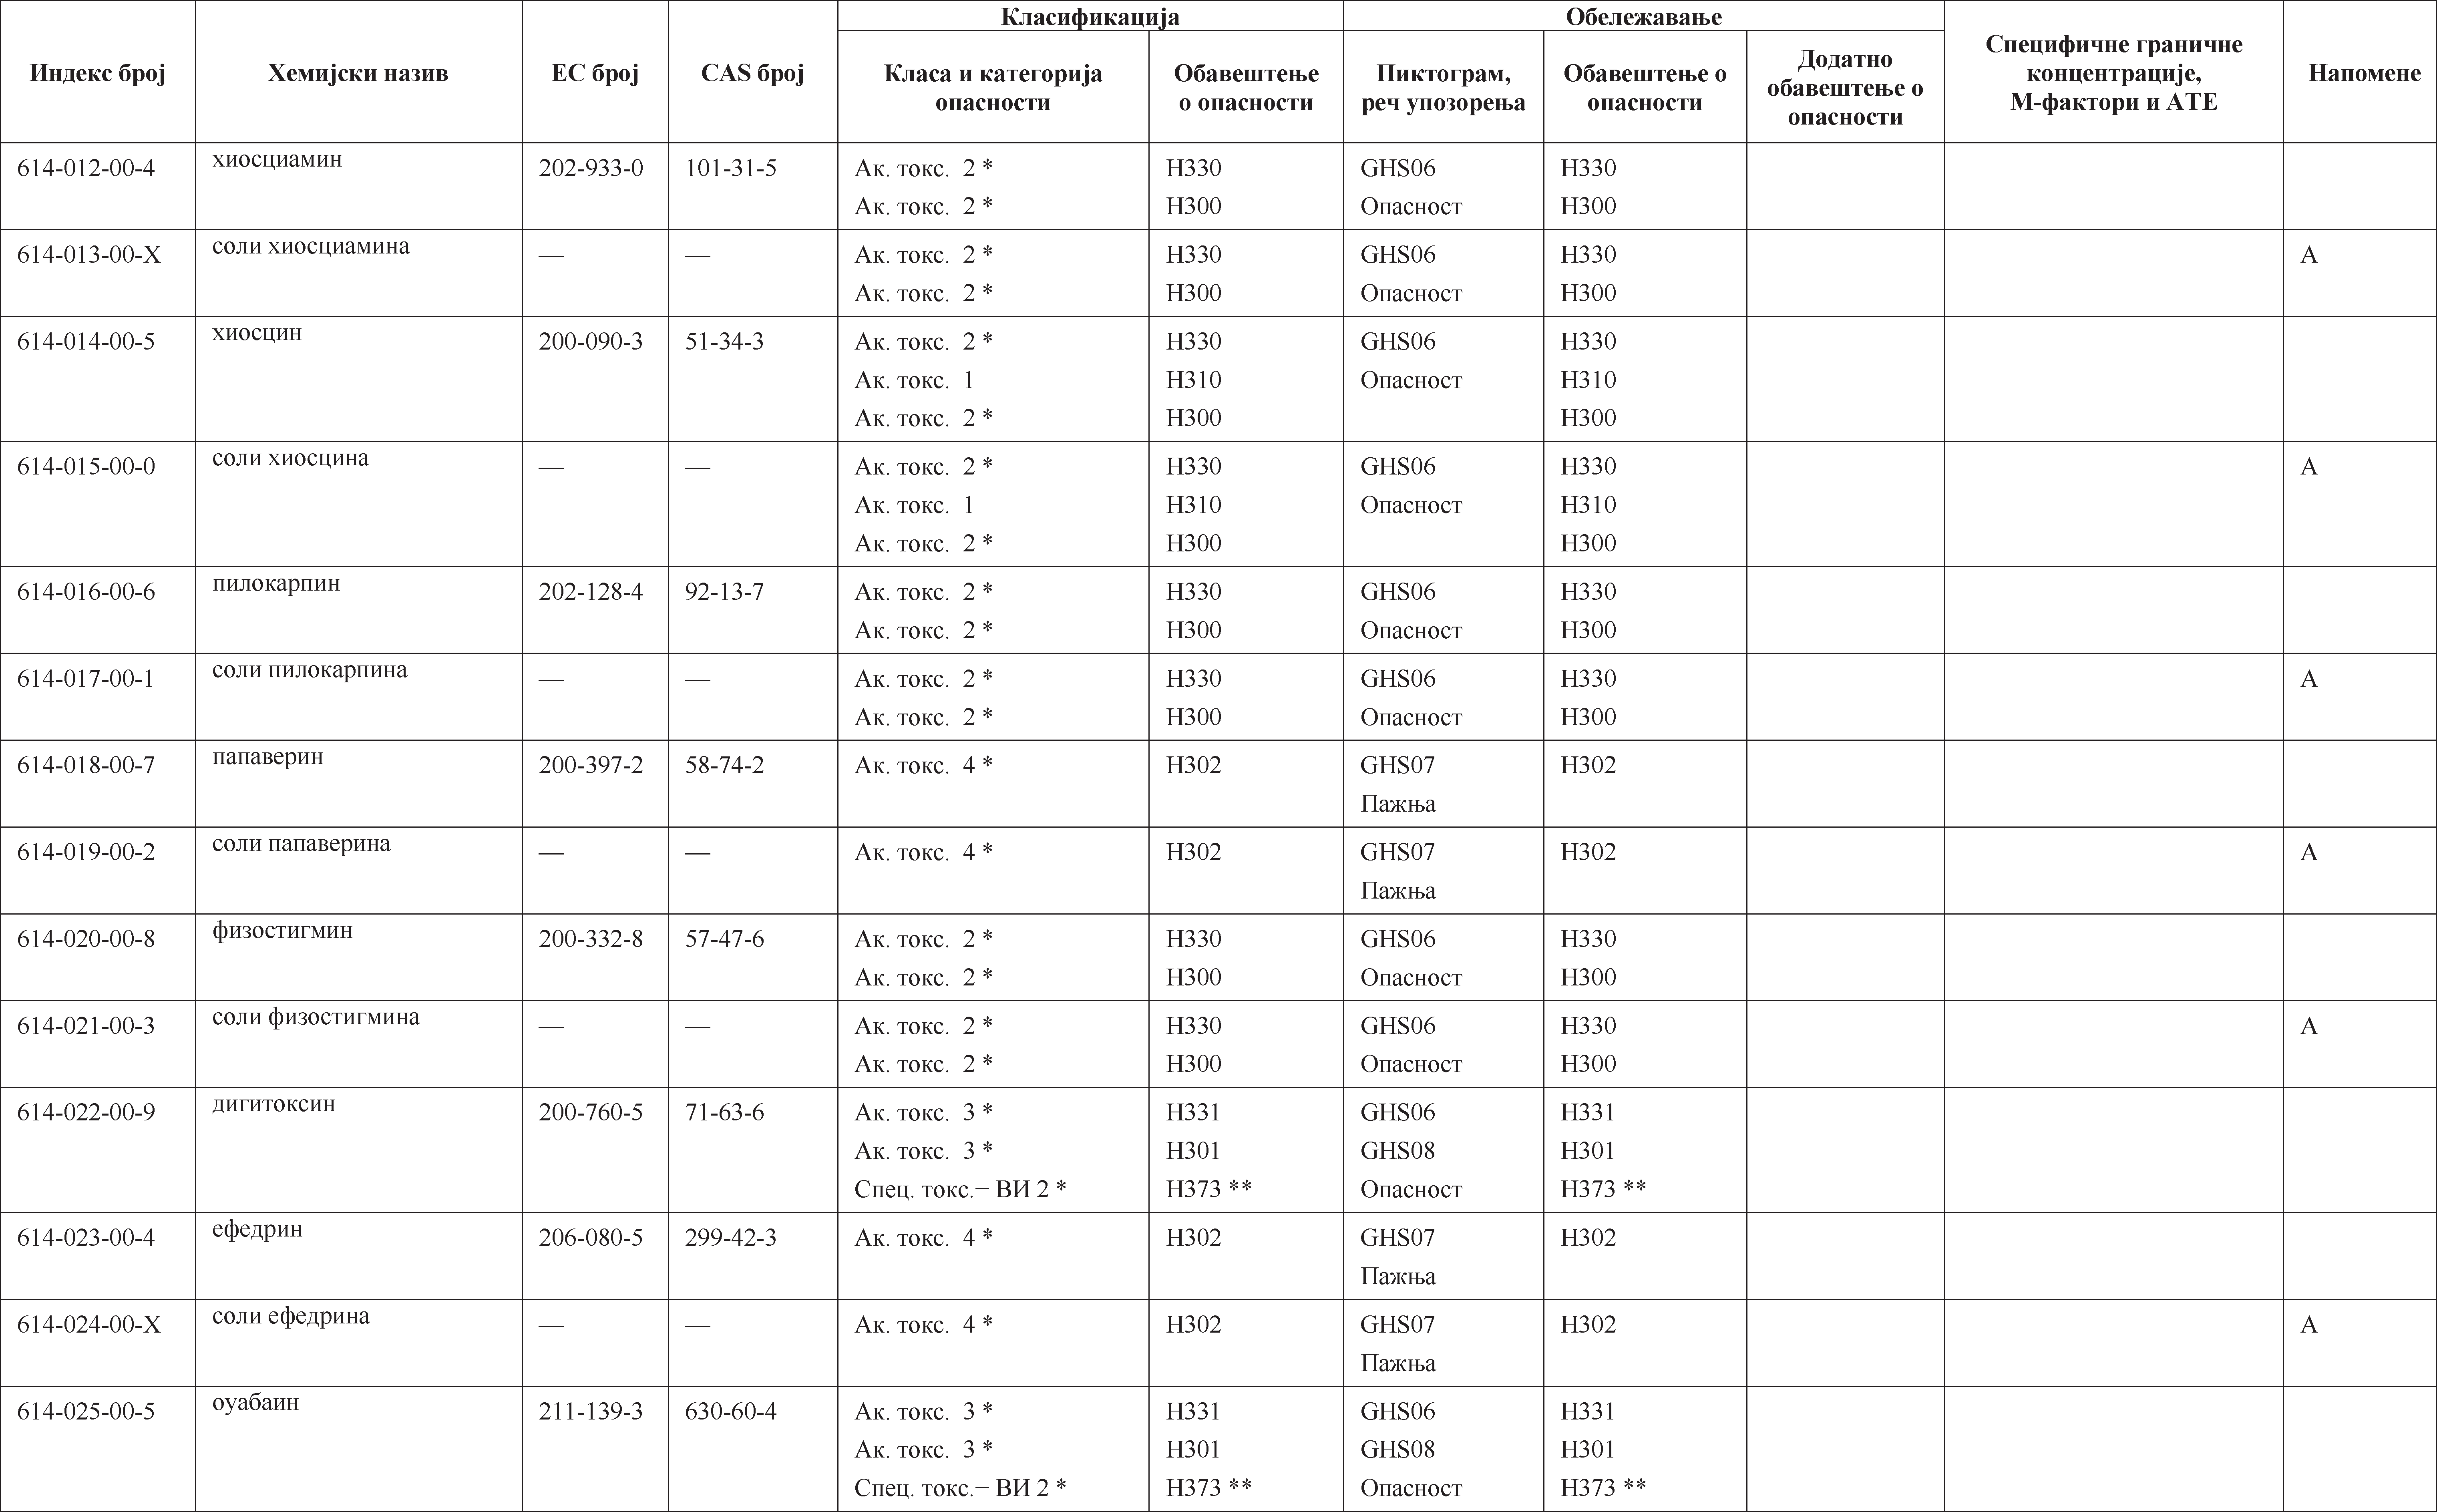 Класификација Обележавање
Индекс број Хемијски назив ЕС број CAS број Класа и категорија опасности Обавештење о опасности Пиктограм, реч упозорења Обавештење о опасности Додатно обавештење о опасности Специфичне граничне концентрације, М-фактори и АТЕ Напомене
614-012-00-4 хиосциамин 202-933-0 101-31-5 Ак. токс. 2 * H330 GHS06 H330
Ак. токс. 2 * H300 Опасност H300
614-013-00-X соли хиосциамина — — Ак. токс. 2 * H330 GHS06 H330 A
Ак. токс. 2 * H300 Опасност H300
614-014-00-5 хиосцин 200-090-3 51-34-3 Ак. токс. 2 * H330 GHS06 H330
Ак. токс. 1 H310 Опасност H310
Ак. токс. 2 * H300 H300
614-015-00-0 соли хиосцина — — Ак. токс. 2 * H330 GHS06 H330 A
Ак. токс. 1 H310 Опасност H310
Ак. токс. 2 * H300 H300
614-016-00-6 пилокарпин 202-128-4 92-13-7 Ак. токс. 2 * H330 GHS06 H330
Ак. токс. 2 * H300 Опасност H300
614-017-00-1 соли пилокарпина — — Ак. токс. 2 * H330 GHS06 H330 A
Ак. токс. 2 * H300 Опасност H300
614-018-00-7 папаверин 200-397-2 58-74-2 Ак. токс. 4 * H302 GHS07 H302
Пажња
614-019-00-2 соли папаверина — — Ак. токс. 4 * H302 GHS07 H302 A
Пажња
614-020-00-8 физостигмин 200-332-8 57-47-6 Ак. токс. 2 * H330 GHS06 H330
Ак. токс. 2 * H300 Опасност H300
614-021-00-3 соли физостигмина — — Ак. токс. 2 * H330 GHS06 H330 A
Ак. токс. 2 * H300 Опасност H300
614-022-00-9 дигитоксин 200-760-5 71-63-6 Ак. токс. 3 * H331 GHS06 H331
Ак. токс. 3 * H301 GHS08 H301
Спец. токс.− ВИ 2 * H373 ** Опасност H373 **
614-023-00-4 ефедрин 206-080-5 299-42-3 Ак. токс. 4 * H302 GHS07 H302
Пажња
614-024-00-X соли ефедрина — — Ак. токс. 4 * H302 GHS07 H302 A
Пажња
614-025-00-5 оуабаин 211-139-3 630-60-4 Ак. токс. 3 * H331 GHS06 H331
Ак. токс. 3 * H301 GHS08 H301
Спец. токс.− ВИ 2 * H373 ** Опасност H373 **